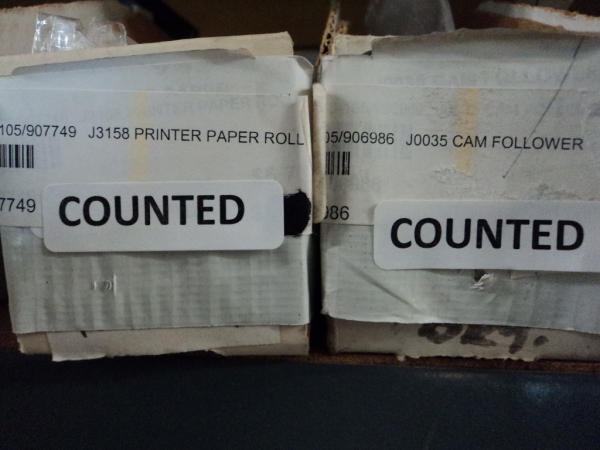 105/907749 J3158 PRINTER PAPER ROLL
7749
COUNTED
05/906986 J0035 CAM FOLLOWER
986
COUNTED